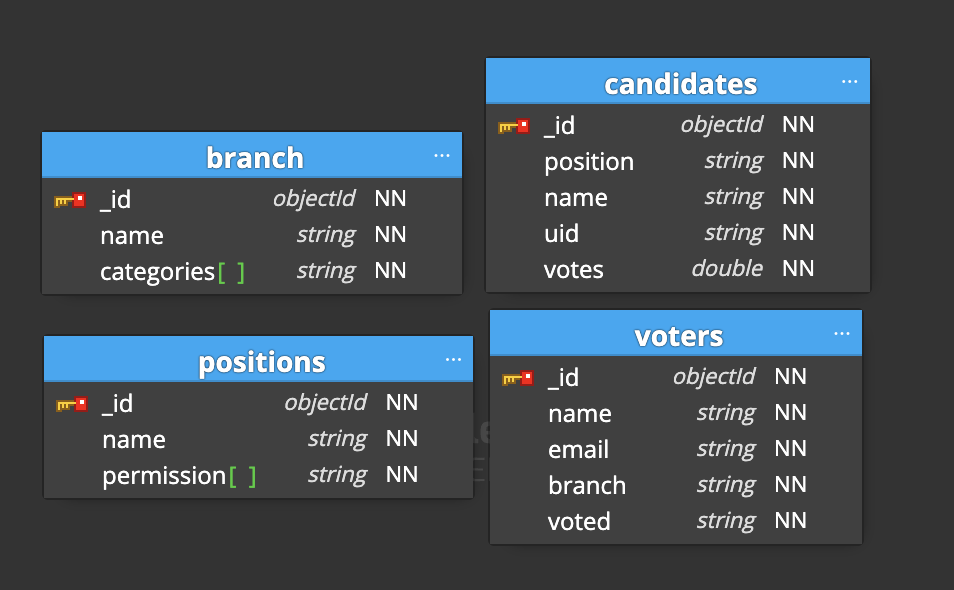 branch ...
_id objectId NN
name string NN
categories[ ] string NN
candidates ...
_id objectId NN
position string NN
name string NN
uid string NN
votes double NN
positions ...
_id objectId NN
name string NN
permission[ ] string NN
voters ...
_id objectId NN
name string NN
email string NN
branch string NN
voted string NN